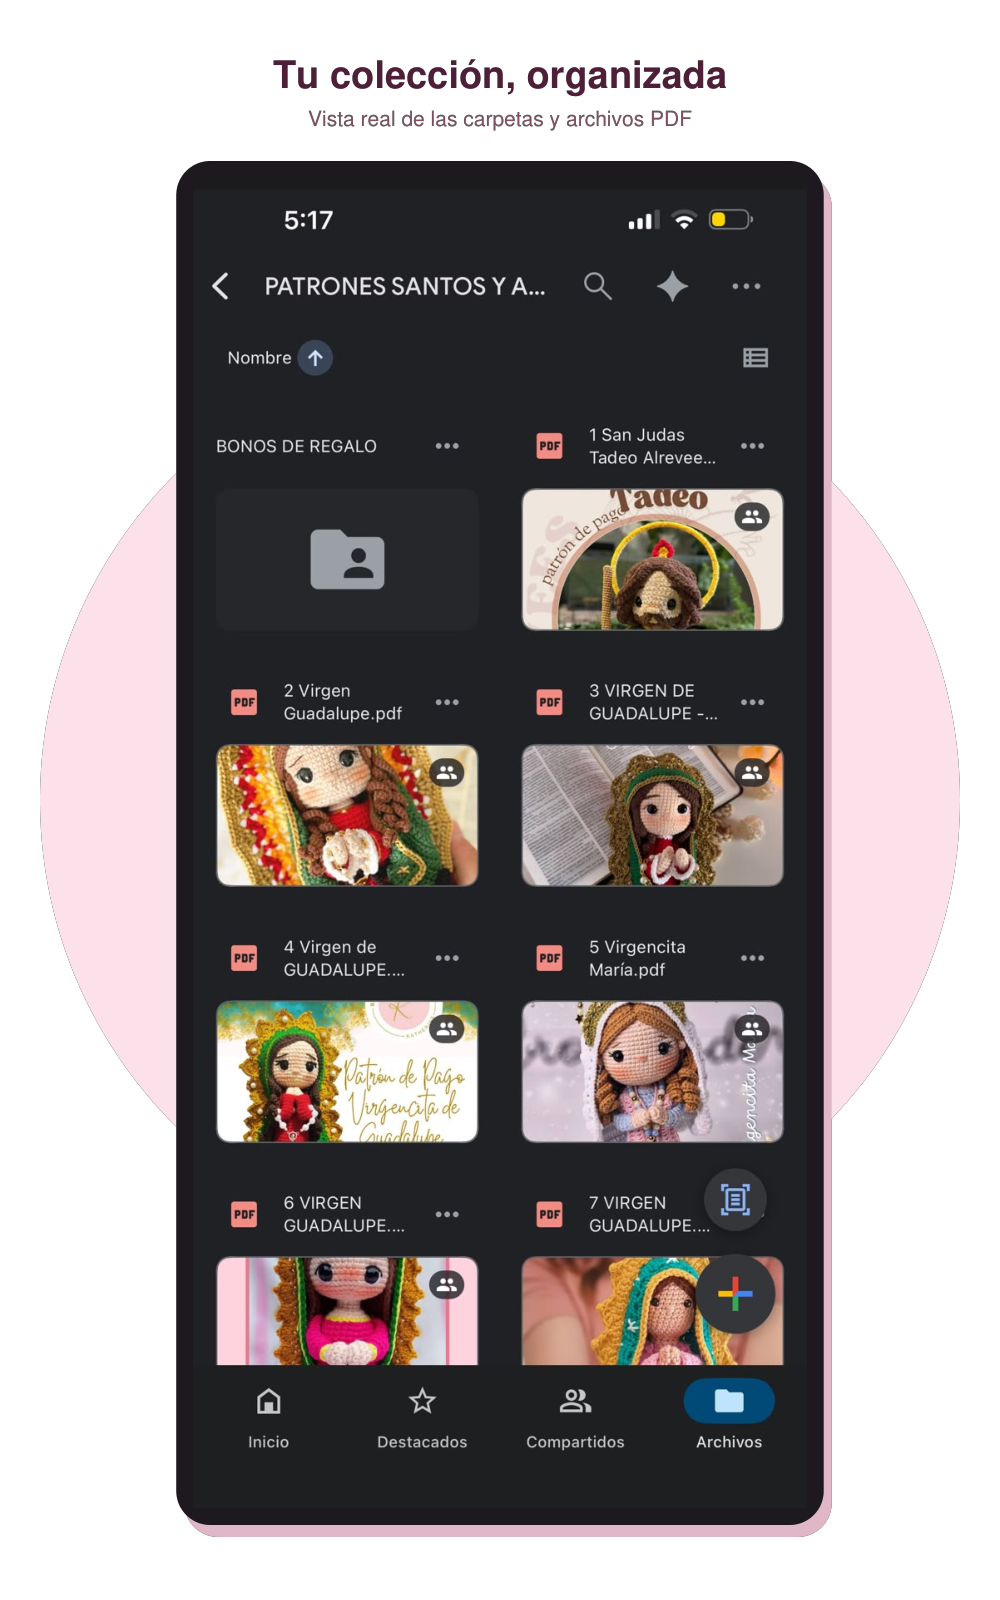 Tu colección, organizada
Vista real de las carpetas y archivos PDF
5:17
PATRONES SANTOS Y A...
Nombre
BONOS DE REGALO
PDF
1 San Judas
Tadeo Alrevee...
Tadeo
patrón de pago
PDF
2 Virgen
Guadalupe.pdf
PDF
3 VIRGEN DE
GUADALUPE -...
PDF
4 Virgen de
GUADALUPE....
PDF
5 Virgencita
María.pdf
Patrón de Pago
Virgencita de
Guadalupe
PDF
6 VIRGEN
GUADALUPE....
PDF
7 VIRGEN
GUADALUPE....
Inicio
Destacados
Compartidos
Archivos